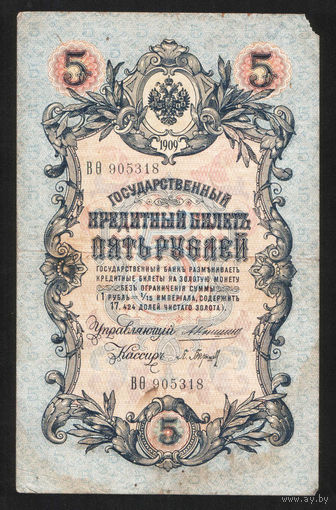 5 5
1909
ВѲ 905318
ГОСУДАРСТВЕННЫЙ
КРЕДИТНЫЙ БИЛЕТЪ
ПЯТЬ РУБЛЕЙ
ГОСУДАРСТВЕННЫЙ БАНКЪ РАЗМѢНИВАЕТЪ
КРЕДИТНЫЕ БИЛЕТЫ НА ЗОЛОТУЮ МОНЕТУ
БЕЗЪ ОГРАНИЧЕНІЯ СУММЫ
(1 РУБЛЬ = 1/15 ИМПЕРІАЛА, СОДЕРЖИТЪ
17,424 ДОЛЕЙ ЧИСТАГО ЗОЛОТА).
Управляющій
Кассиръ
ВѲ 905318
5
www.ay.by